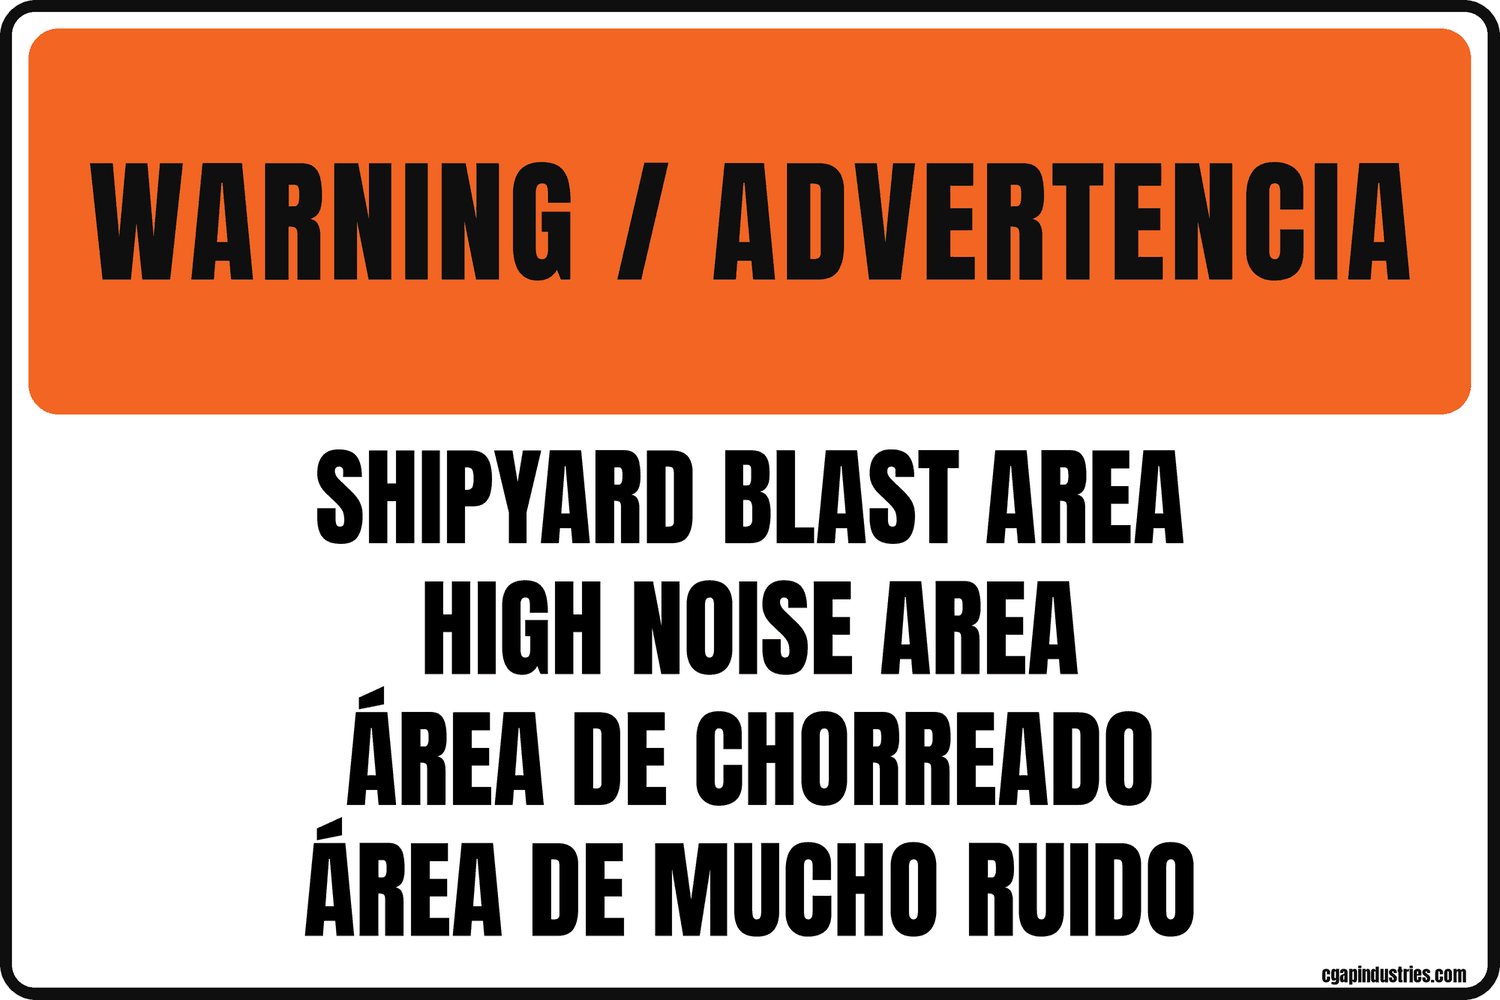 WARNING / ADVERTENCIA
SHIPYARD BLAST AREA
HIGH NOISE AREA
ÁREA DE CHORREADO
ÁREA DE MUCHO RUIDO
cgapindustries.com